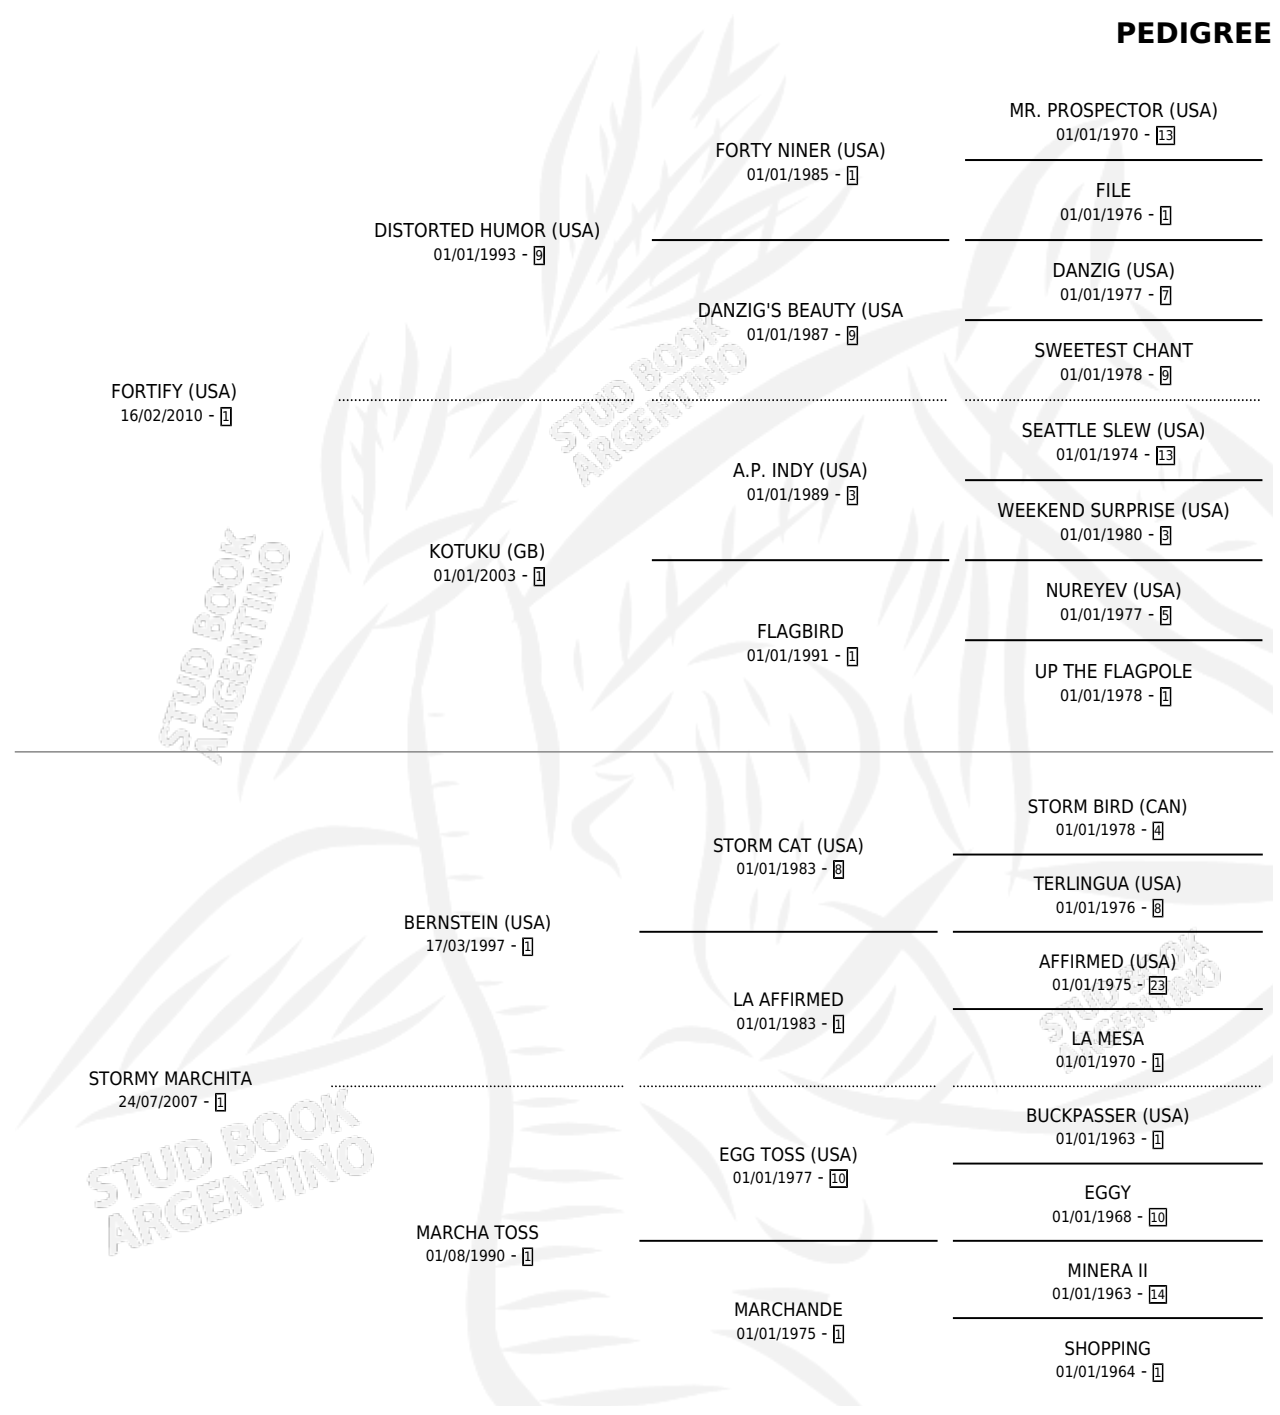 PEDIGREE
MR. PROSPECTOR (USA)
01/01/1970 - 13
FORTY NINER (USA)
01/01/1985 - 1
FILE
01/01/1976 - 1
DISTORTED HUMOR (USA)
01/01/1993 - 9
DANZIG (USA)
01/01/1977 - 7
DANZIG'S BEAUTY (USA
01/01/1987 - 9
SWEETEST CHANT
01/01/1978 - 9
FORTIFY (USA)
16/02/2010 - 1
SEATTLE SLEW (USA)
01/01/1974 - 13
A.P. INDY (USA)
01/01/1989 - 3
WEEKEND SURPRISE (USA)
01/01/1980 - 3
KOTUKU (GB)
01/01/2003 - 1
NUREYEV (USA)
01/01/1977 - 5
FLAGBIRD
01/01/1991 - 1
UP THE FLAGPOLE
01/01/1978 - 1
STORM BIRD (CAN)
01/01/1978 - 4
STORM CAT (USA)
01/01/1983 - 8
TERLINGUA (USA)
01/01/1976 - 8
BERNSTEIN (USA)
17/03/1997 - 1
AFFIRMED (USA)
01/01/1975 - 23
LA AFFIRMED
01/01/1983 - 1
LA MESA
01/01/1970 - 1
STORMY MARCHITA
24/07/2007 - 1
BUCKPASSER (USA)
01/01/1963 - 1
EGG TOSS (USA)
01/01/1977 - 10
EGGY
01/01/1968 - 10
MARCHA TOSS
01/08/1990 - 1
MINERA II
01/01/1963 - 14
MARCHANDE
01/01/1975 - 1
SHOPPING
01/01/1964 - 1
STUD BOOK
ARGENTINO
STUD BOOK
ARGENTINO
STUD BOOK
ARGENTINO
STUD BOOK
ARGENTINO